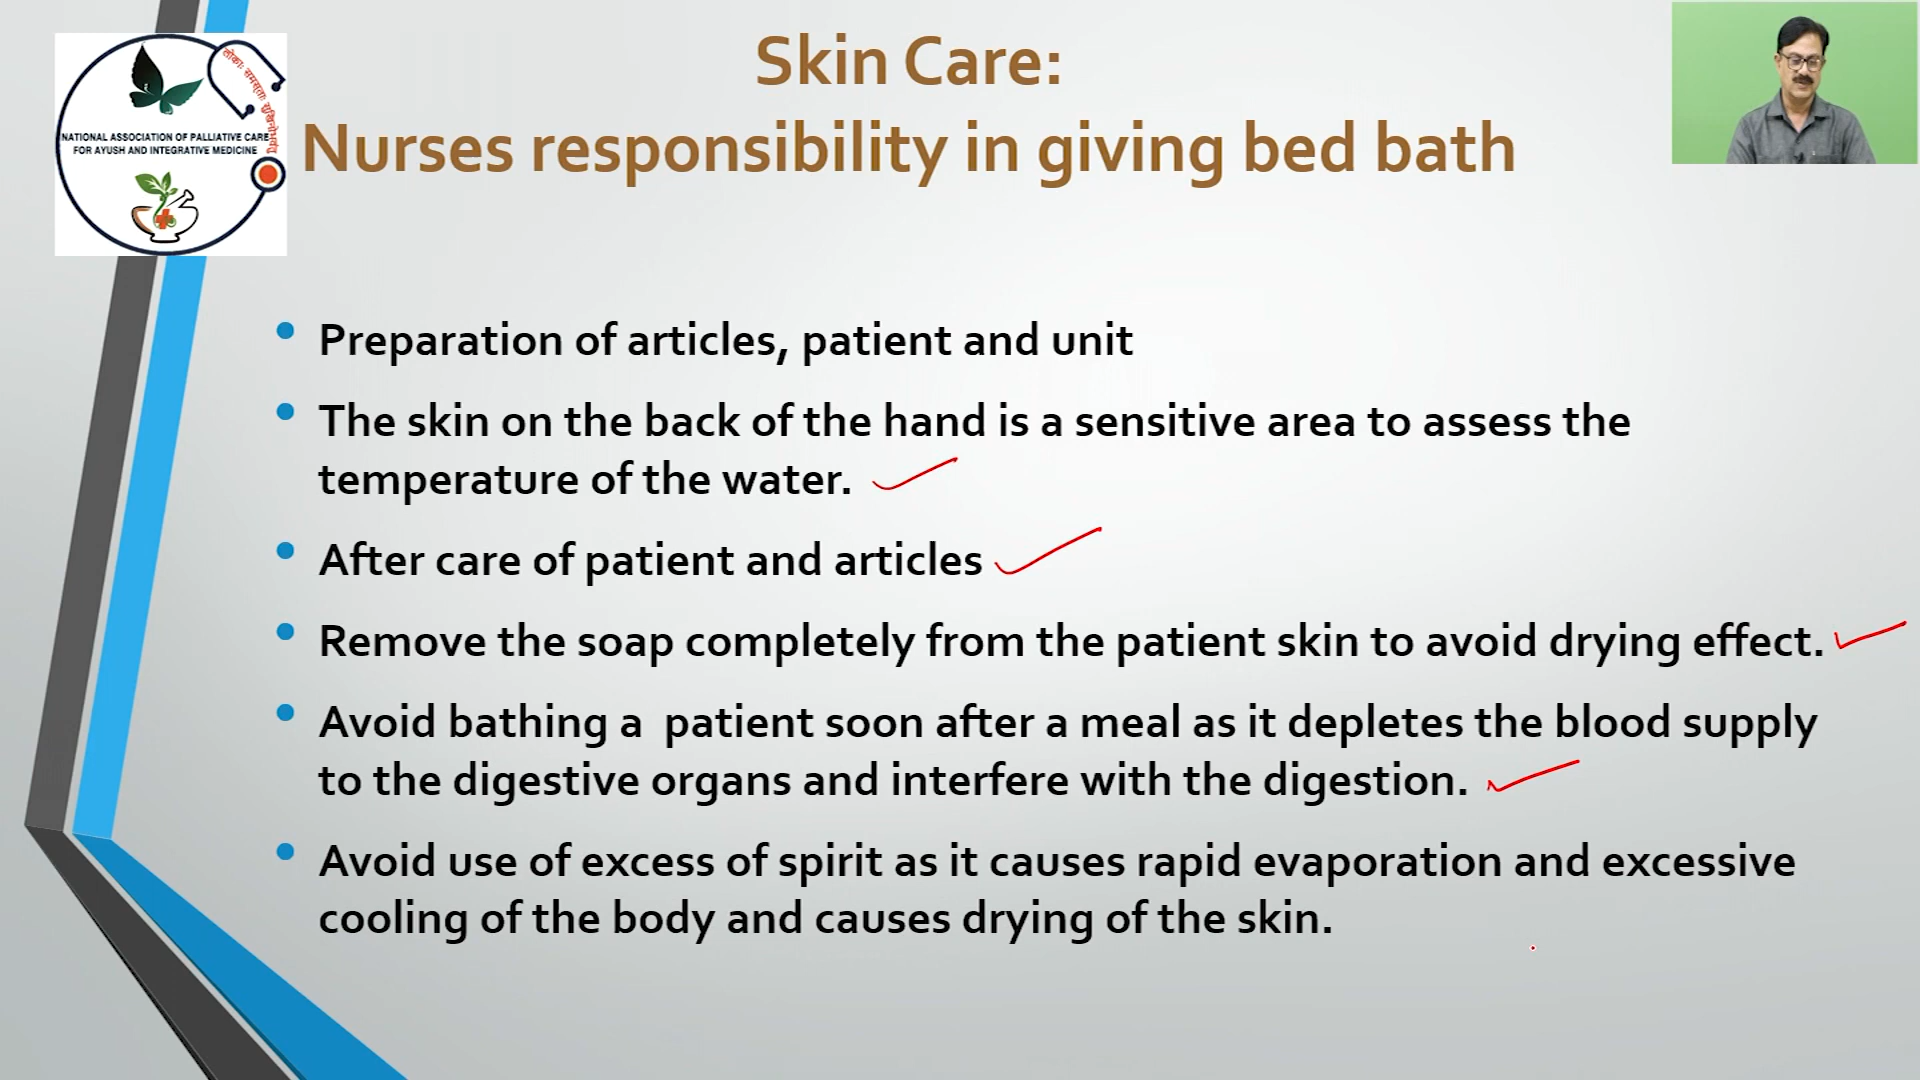 Skin Care:
Nurses responsibility in giving bed bath
NATIONAL ASSOCIATION OF PALLIATIVE CARE
FOR AYUSH AND INTEGRATIVE MEDICINE
• Preparation of articles, patient and unit
• The skin on the back of the hand is a sensitive area to assess the
temperature of the water.
• After care of patient and articles
• Remove the soap completely from the patient skin to avoid drying effect.
• Avoid bathing a  patient soon after a meal as it depletes the blood supply
to the digestive organs and interfere with the digestion.
• Avoid use of excess of spirit as it causes rapid evaporation and excessive
cooling of the body and causes drying of the skin.